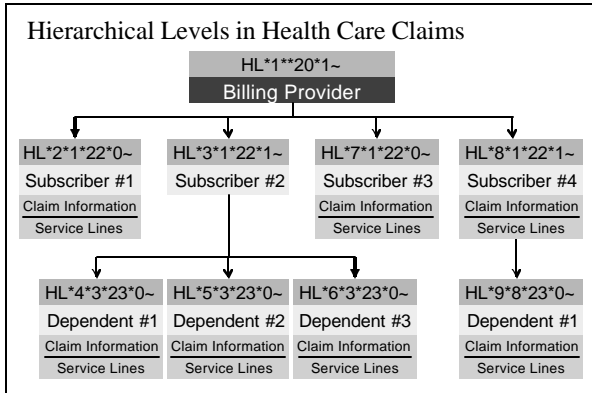 Hierarchical Levels in Health Care Claims
HL*1**20*1~
Billing Provider
HL*2*1*22*0~
Subscriber #1
Claim Information
Service Lines
HL*3*1*22*1~
Subscriber #2
HL*7*1*22*0~
Subscriber #3
Claim Information
Service Lines
HL*8*1*22*1~
Subscriber #4
Claim Information
Service Lines
HL*4*3*23*0~
Dependent #1
Claim Information
Service Lines
HL*5*3*23*0~
Dependent #2
Claim Information
Service Lines
HL*6*3*23*0~
Dependent #3
Claim Information
Service Lines
HL*9*8*23*0~
Dependent #1
Claim Information
Service Lines